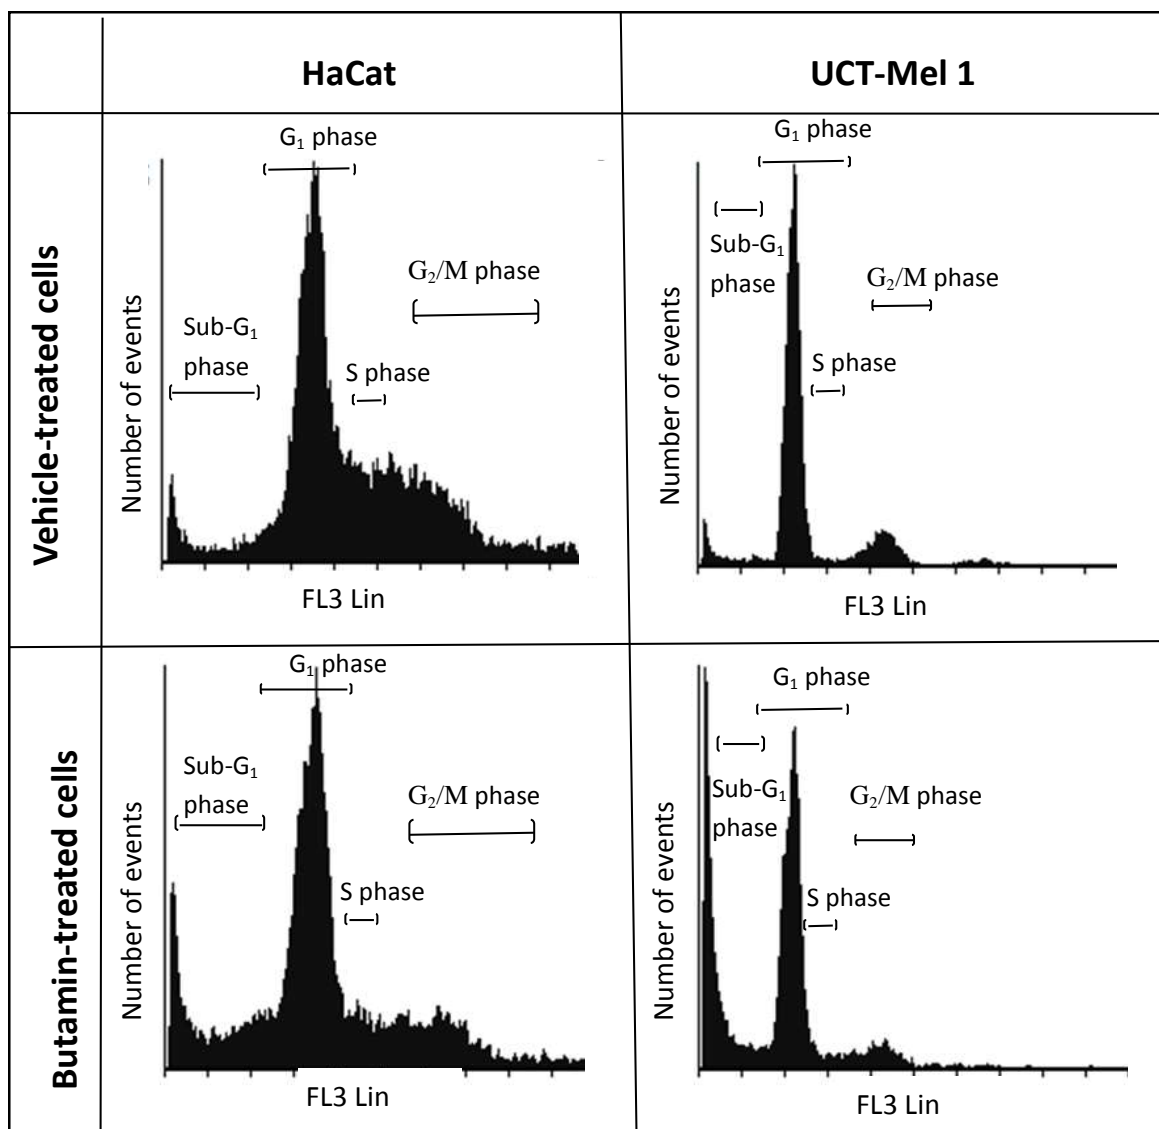 HaCat
UCT-Mel 1
Vehicle-treated cells
Number of events
G₁ phase
Sub-G₁
phase
S phase
G₂/M phase
FL3 Lin
Number of events
G₁ phase
Sub-G₁
phase
G₂/M phase
S phase
FL3 Lin
Butamin-treated cells
Number of events
G₁ phase
Sub-G₁
phase
S phase
G₂/M phase
FL3 Lin
Number of events
G₁ phase
Sub-G₁
phase
G₂/M phase
S phase
FL3 Lin